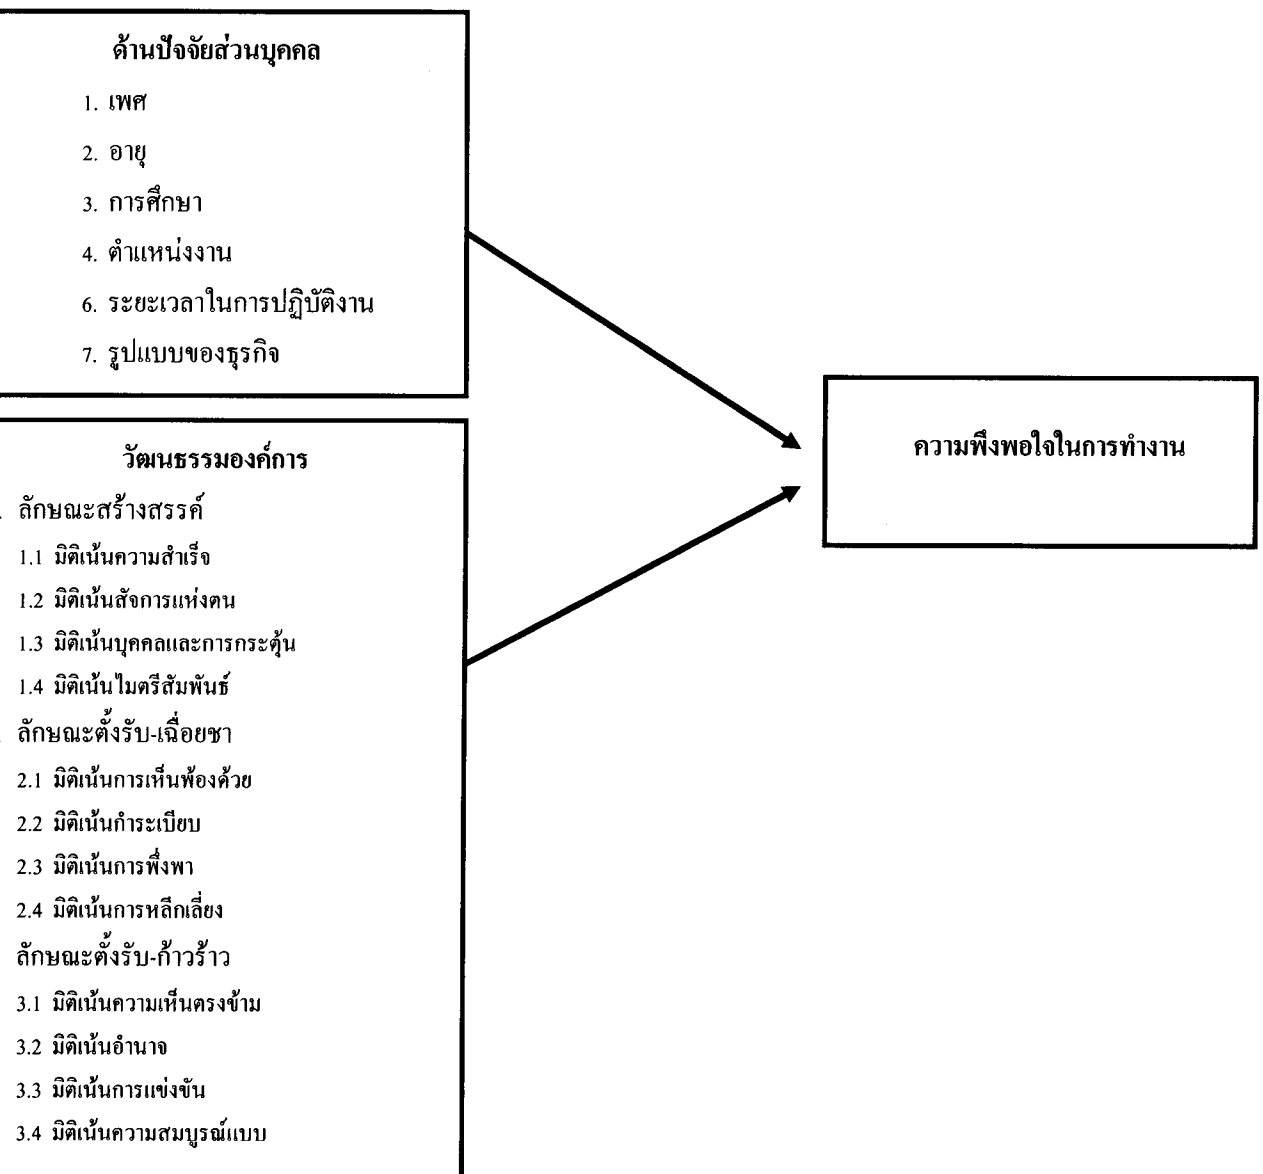 ด้านปัจจัยส่วนบุคคล
1. เพศ
2. อายุ
3. การศึกษา
4. ตำแหน่งงาน
6. ระยะเวลาในการปฏิบัติงาน
7. รูปแบบของธุรกิจ
ความพึงพอใจในการทำงาน
วัฒนธรรมองค์การ
ลักษณะสร้างสรรค์
1.1 มิติเน้นความสำเร็จ
1.2 มิติเน้นสัจการแห่งตน
1.3 มิติเน้นบุคคลและการกระตุ้น
1.4 มิติเน้นไมตรีสัมพันธ์
ลักษณะตั้งรับ-เฉื่อยชา
2.1 มิติเน้นการเห็นพ้องด้วย
2.2 มิติเน้นกำระเบียบ
2.3 มิติเน้นการพึ่งพา
2.4 มิติเน้นการหลีกเลี่ยง
ลักษณะตั้งรับ-ก้าวร้าว
3.1 มิติเน้นความเห็นตรงข้าม
3.2 มิติเน้นอำนาจ
3.3 มิติเน้นการแข่งขัน
3.4 มิติเน้นความสมบูรณ์แบบ